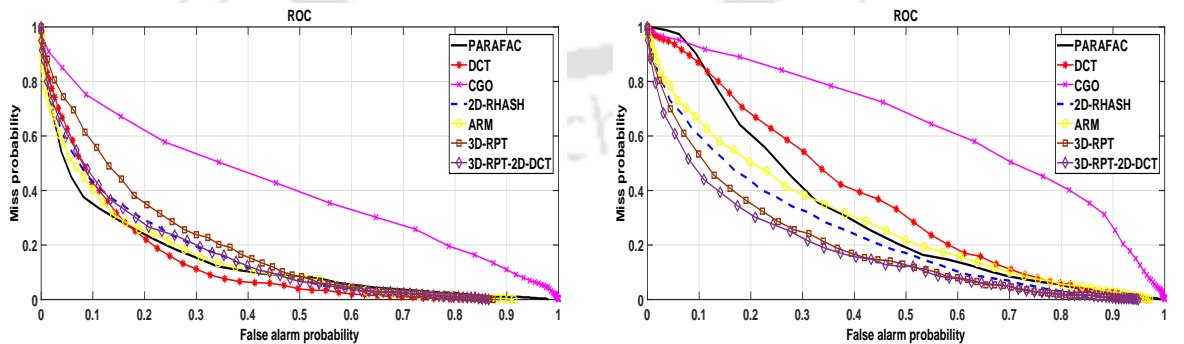 ROC
Miss probability
1
0.8
0.6
0.4
0.2
0
0
0.1
0.2
0.3
0.4
0.5
0.6
0.7
0.8
0.9
1
False alarm probability
PARAFAC
DCT
CGO
2D-RHASH
ARM
3D-RPT
3D-RPT-2D-DCT
ROC
Miss probability
1
0.8
0.6
0.4
0.2
0
0
0.1
0.2
0.3
0.4
0.5
0.6
0.7
0.8
0.9
1
False alarm probability
PARAFAC
DCT
CGO
2D-RHASH
ARM
3D-RPT
3D-RPT-2D-DCT